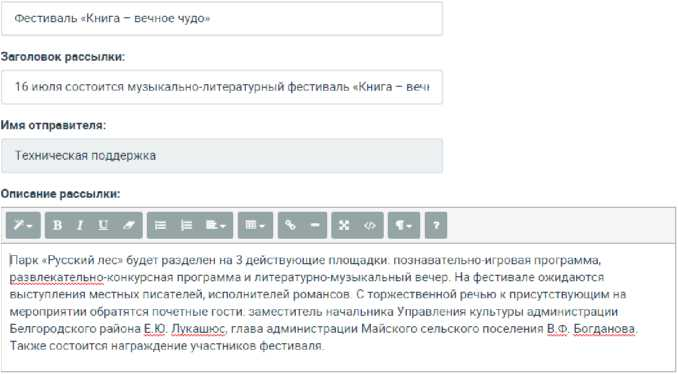 Фестиваль «Книга – вечное чудо»
Заголовок рассылки:
16 июля состоится музыкально-литературный фестиваль «Книга – вечн
Имя отправителя:
Техническая поддержка
Описание рассылки:
B I U ?
Парк «Русский лес» будет разделен на 3 действующие площадки: познавательно-игровая программа,
развлекательно-конкурсная программа и литературно-музыкальный вечер. На фестивале ожидаются
выступления местных писателей, исполнителей романсов. С торжественной речью к присутствующим на
мероприятии обратятся почетные гости: заместитель начальника Управления культуры администрации
Белгородского района Е.Ю. Лукашюс, глава администрации Майского сельского поселения В.Ф. Богданова.
Также состоится награждение участников фестиваля.